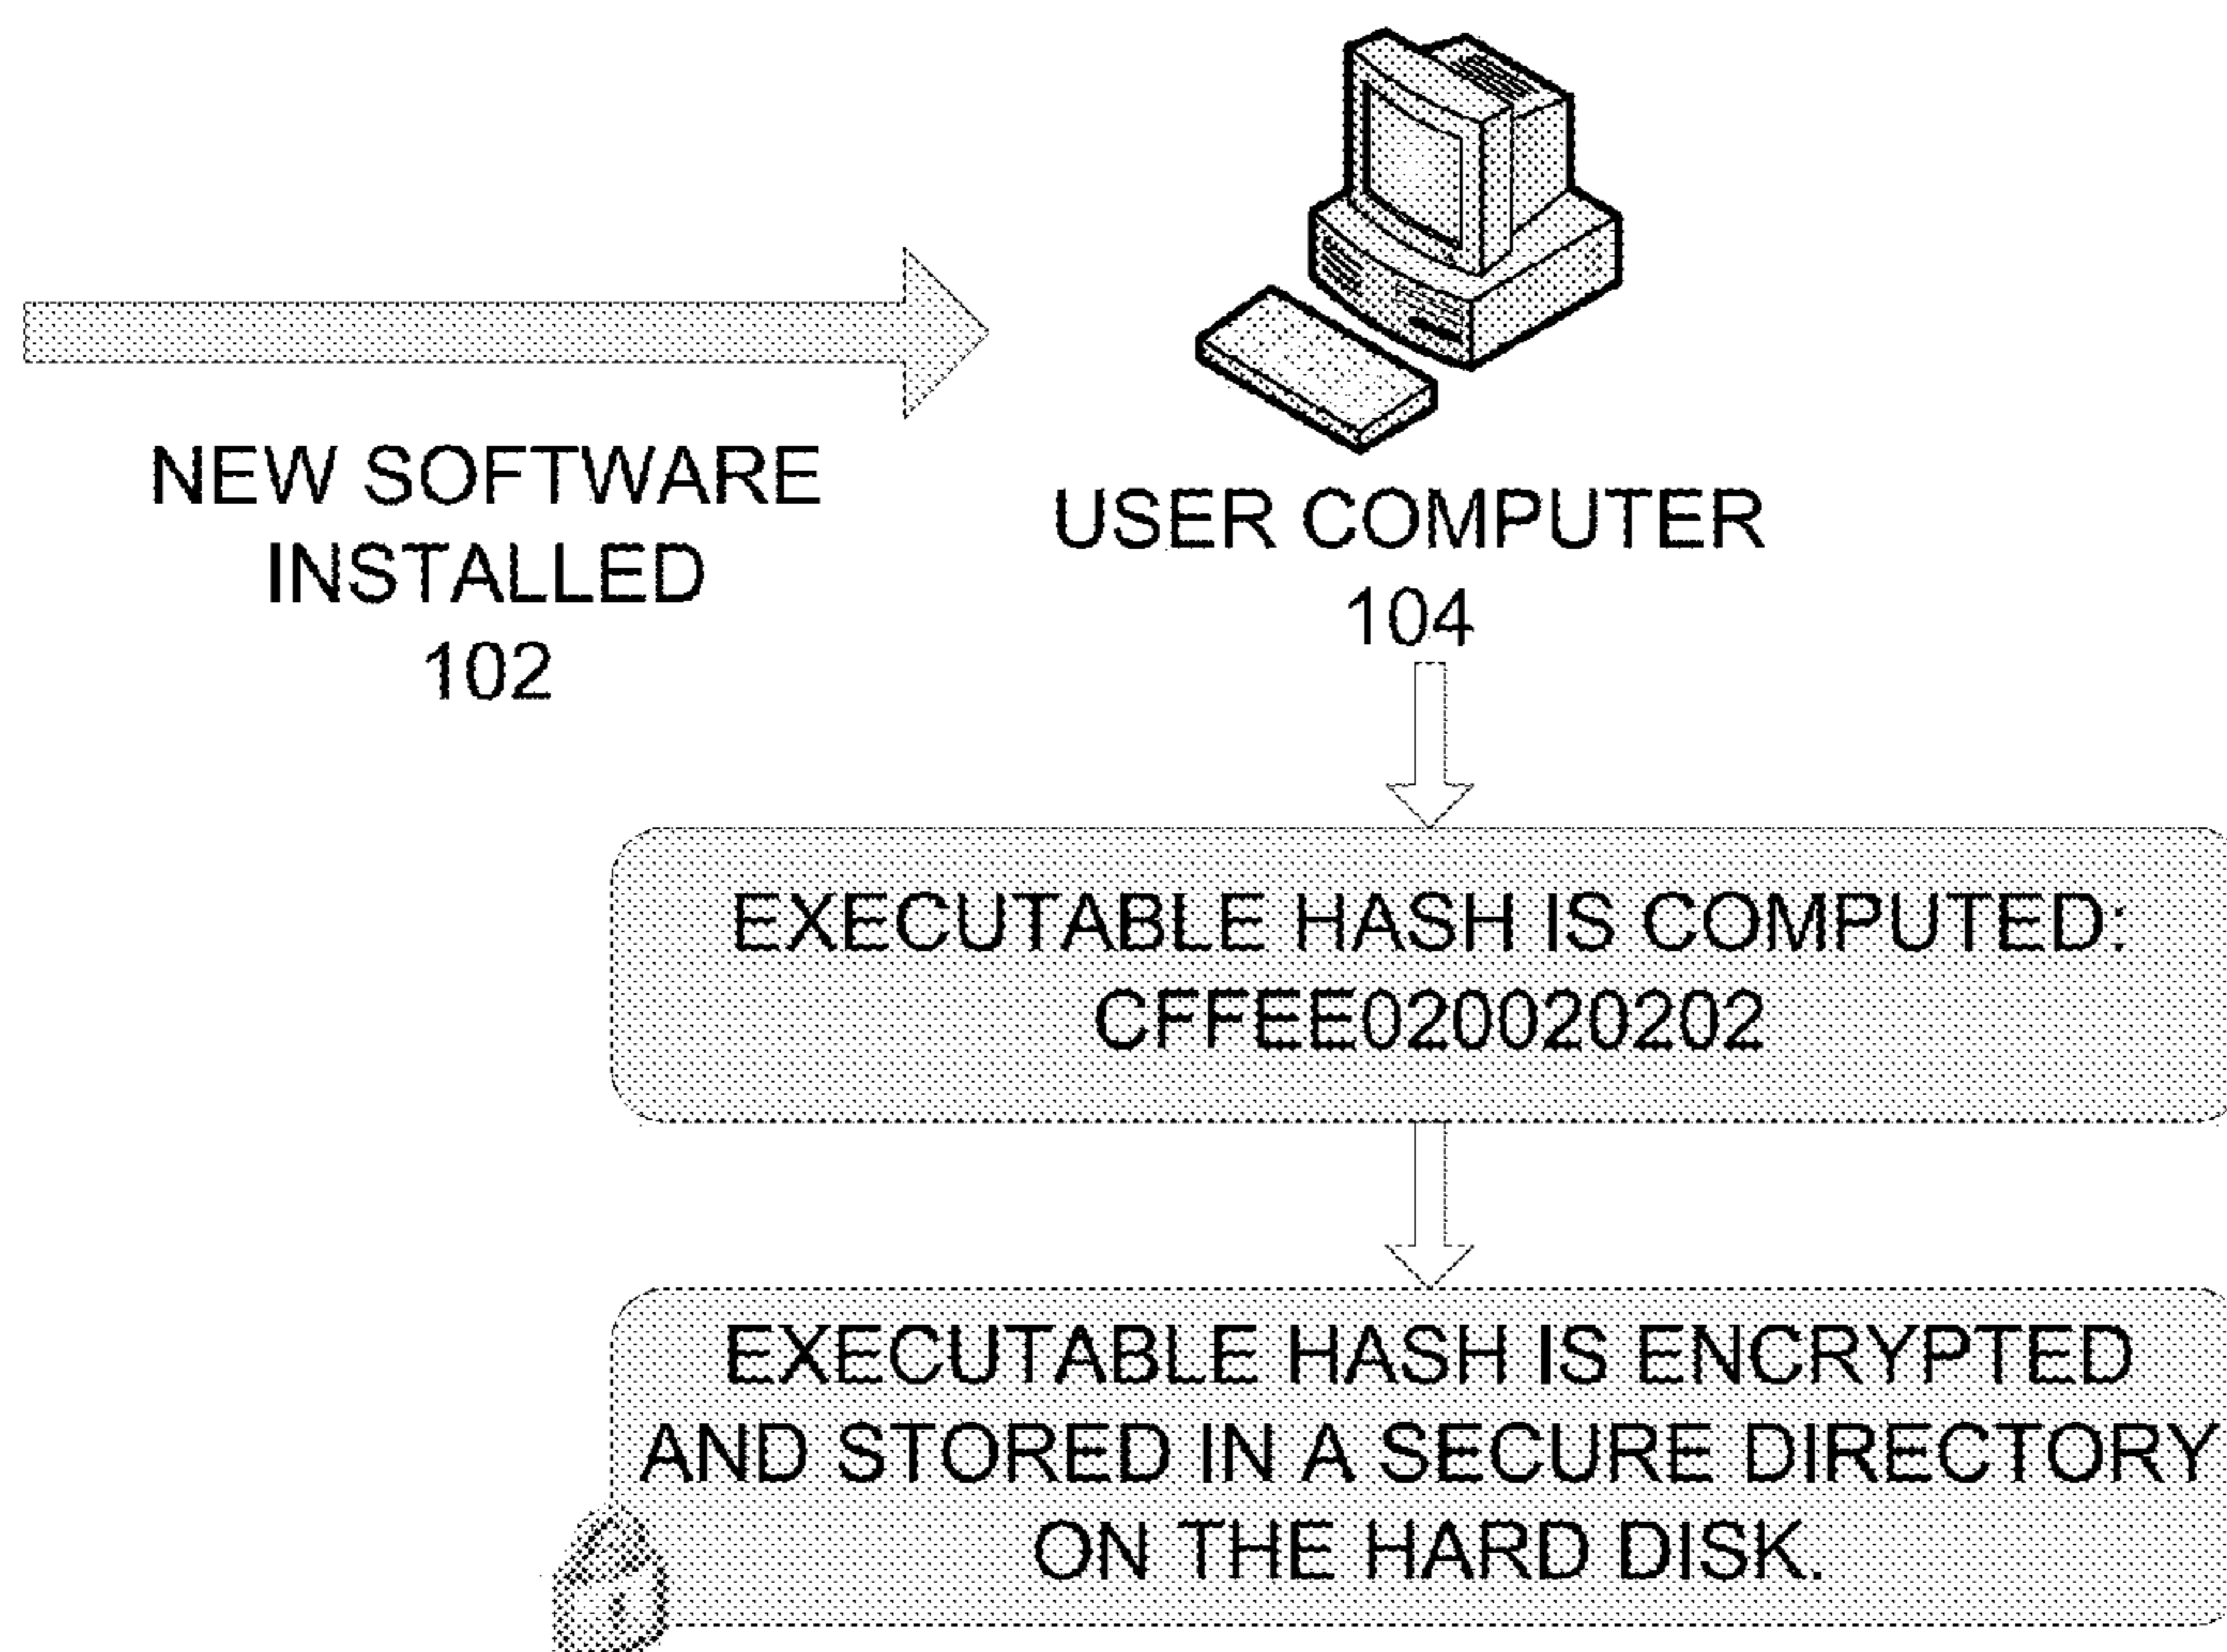 NEW SOFTWARE
INSTALLED
102
USER COMPUTER
104
EXECUTABLE HASH IS COMPUTED:
CFFEE020020202
EXECUTABLE HASH IS ENCRYPTED
AND STORED IN A SECURE DIRECTORY
ON THE HARD DISK.